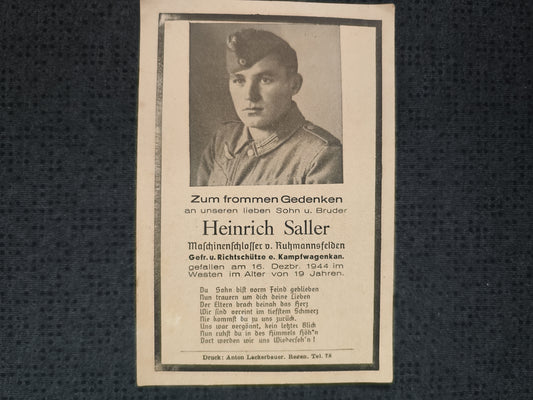 Zum frommen Gedenken
an unseren lieben Sohn u. Bruder
Heinrich Saller
Maschinenschlosser v. Ruhmannsfelden
Gefr. u. Richtschütze e. Kampfwagenkan.
gefallen am 16. Dezbr. 1944 im
Westen im Alter von 19 Jahren.
Du Sohn bist vorm Feind geblieben
Nun trauern um dich deine Lieben
Der Eltern brach beinah das Herz
Wir sind vereint im tiefstem Schmerz
Nie kommst du zu uns zurück.
Uns war vergönnt, kein letzter Blick
Nun ruhst du in des Himmels Höh'n
Dort werden wir uns Wiederseh'n !
Druck: Anton Lackerbauer, Regen, Tel. 78